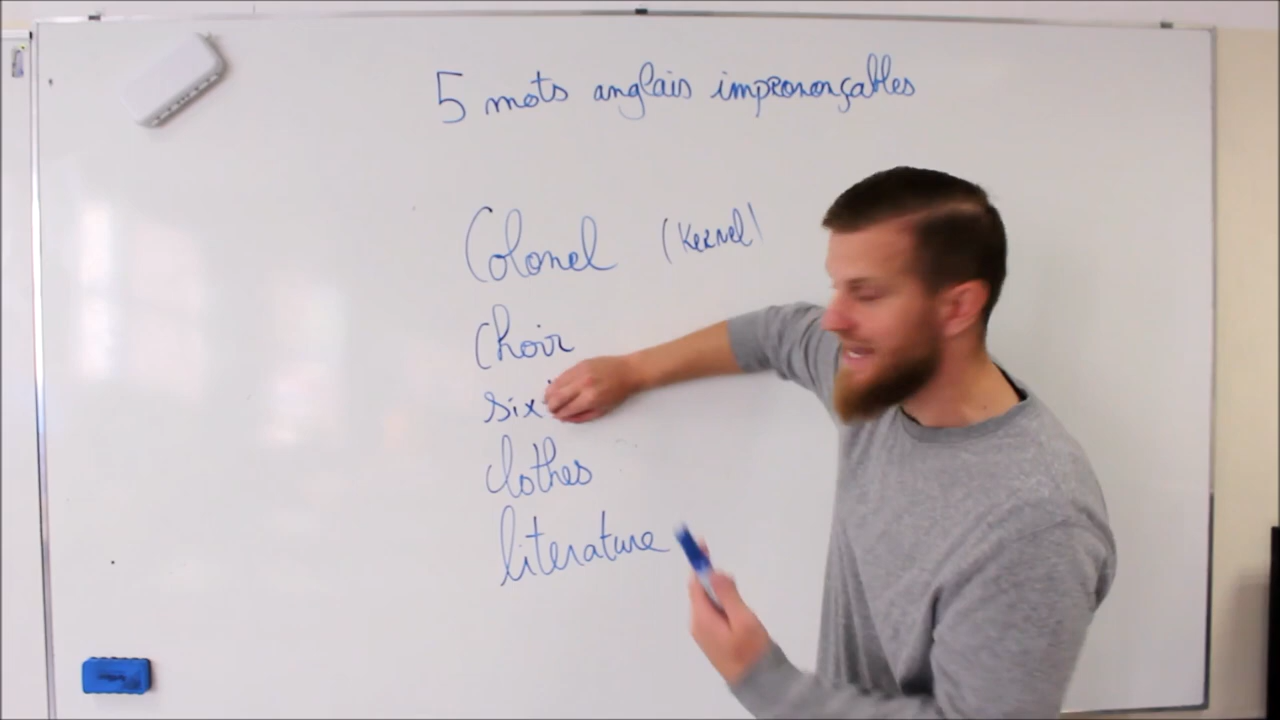 5 mots anglais imprononçables
Colonel (Kernel)
Choir
six
clothes
literature